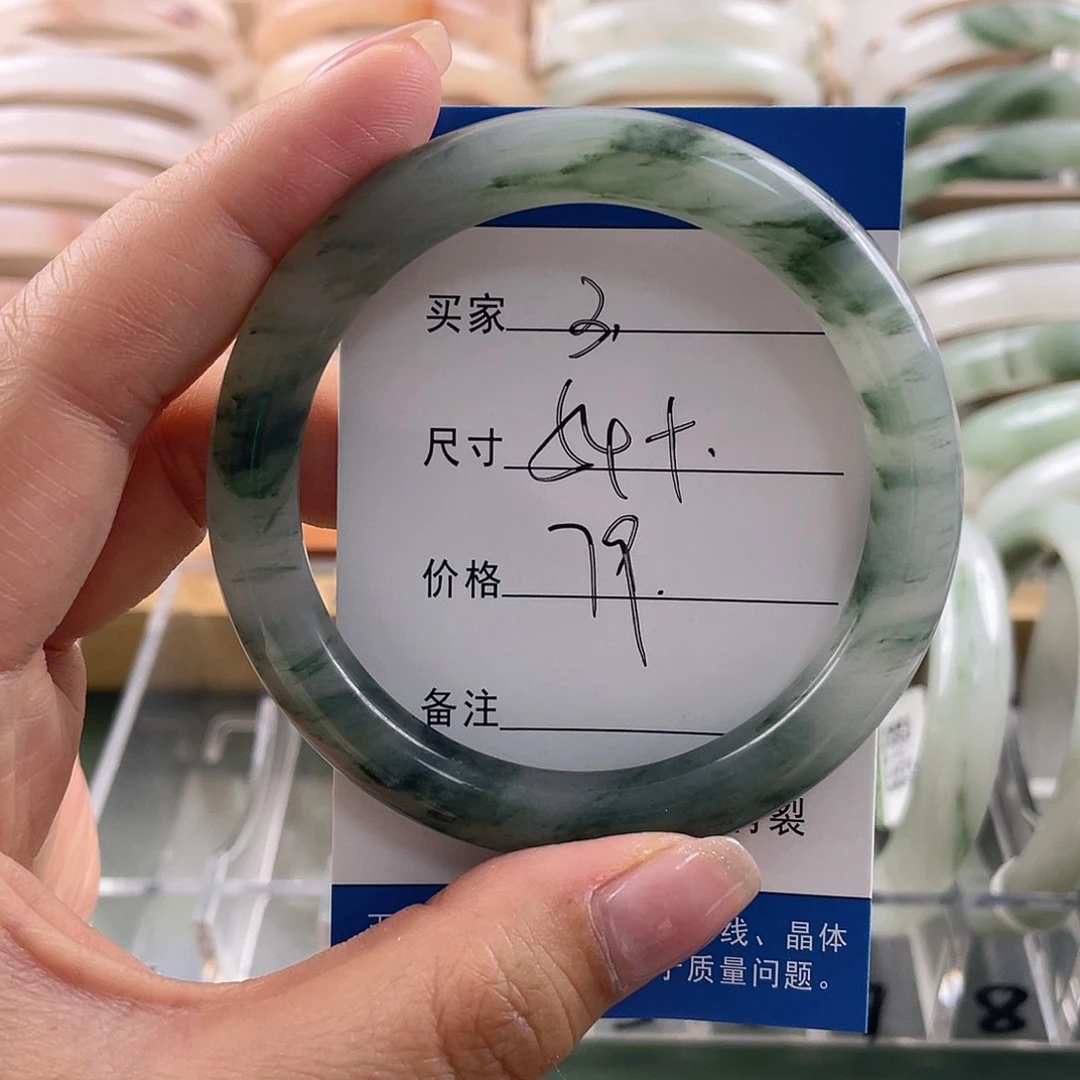 买家 3,
尺寸 54+.
价格 79.
备注
裂
线、晶体
质量问题。
8